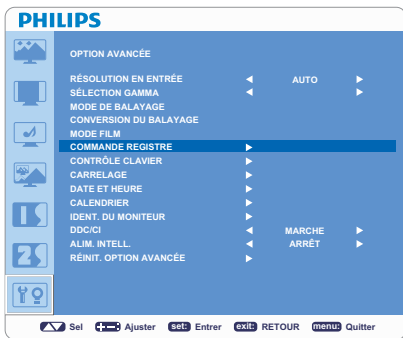 PHILIPS
OPTION AVANCÉE
RÉSOLUTION EN ENTRÉE AUTO
SÉLECTION GAMMA
MODE DE BALAYAGE
CONVERSION DU BALAYAGE
MODE FILM
COMMANDE REGISTRE
CONTRÔLE CLAVIER
CARRELAGE
DATE ET HEURE
CALENDRIER
IDENT. DU MONITEUR
DDC/CI MARCHE
ALIM. INTELL. ARRÊT
RÉINIT. OPTION AVANCÉE
Sel Ajuster set: Entrer exit: RETOUR menu: Quitter